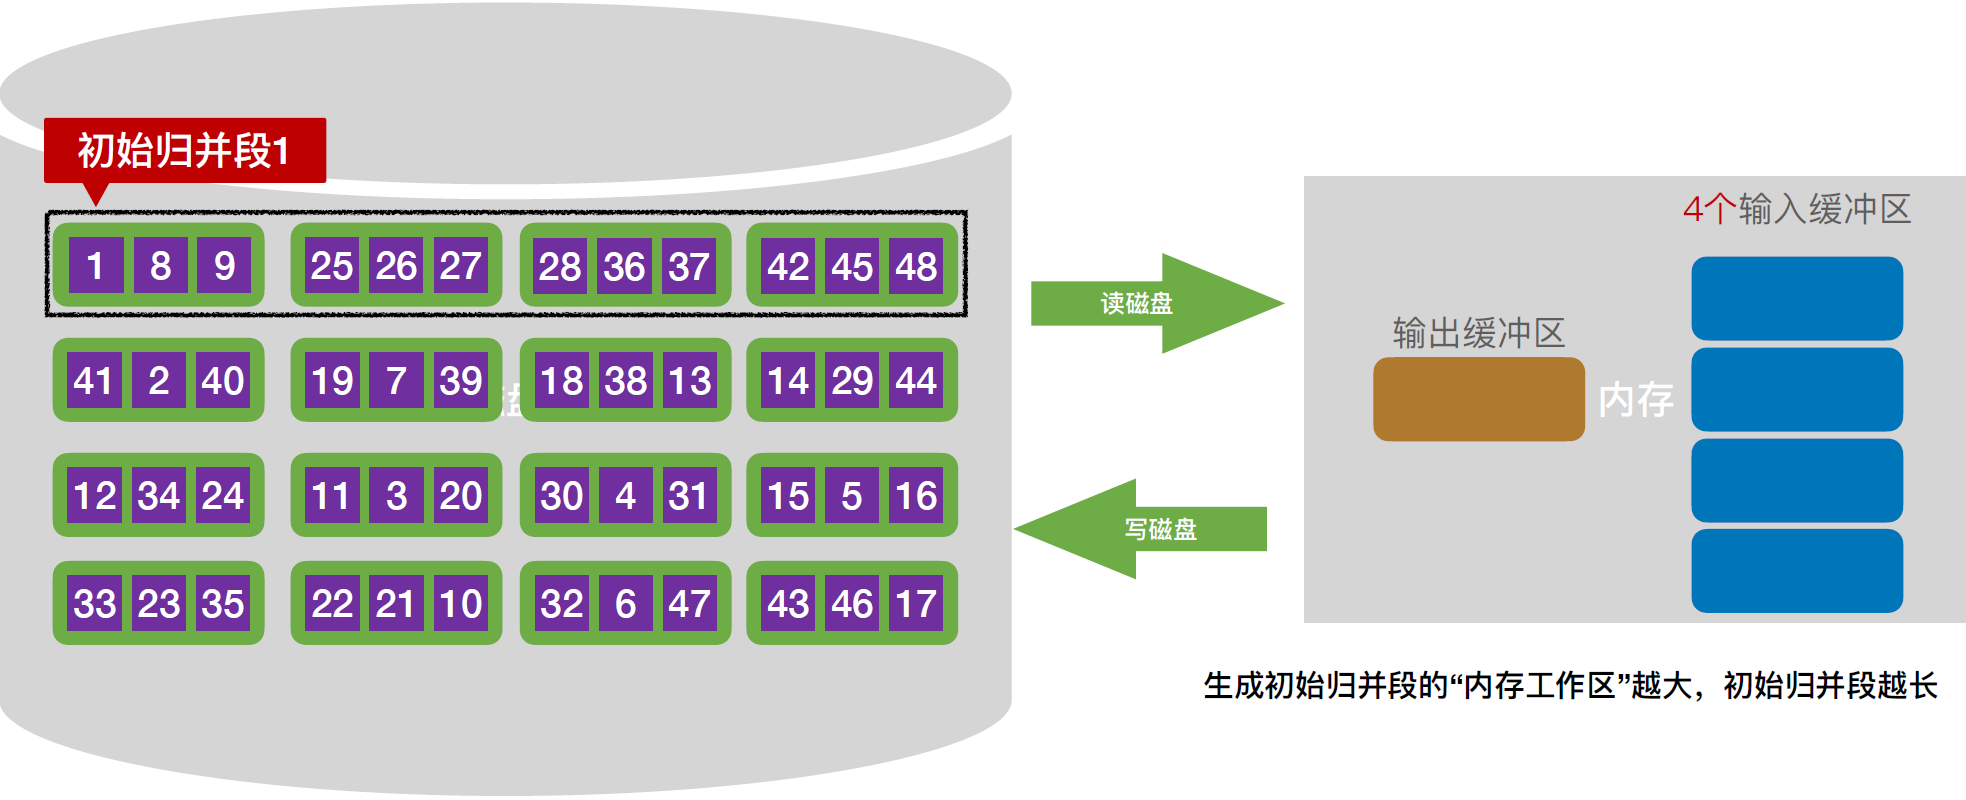 初始归并段1
1 8 9 25 26 27 28 36 37 42 45 48
41 2 40 19 7 39 18 38 13 14 29 44
12 34 24 11 3 20 30 4 31 15 5 16
33 23 35 22 21 10 32 6 47 43 46 17
读磁盘
写磁盘
4个输入缓冲区
输出缓冲区
内存
生成初始归并段的“内存工作区”越大，初始归并段越长